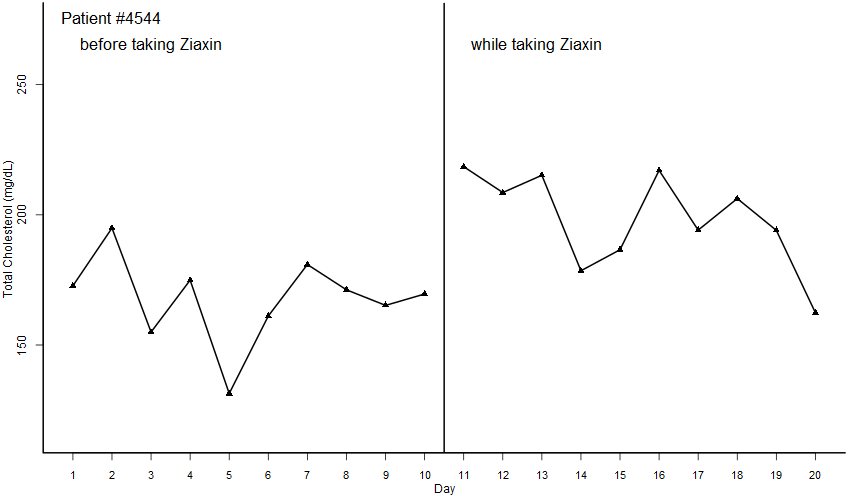 Patient #4544
before taking Ziaxin
while taking Ziaxin
Total Cholesterol (mg/dL)
250
200
150
1 2 3 4 5 6 7 8 9 10 11 12 13 14 15 16 17 18 19 20
Day